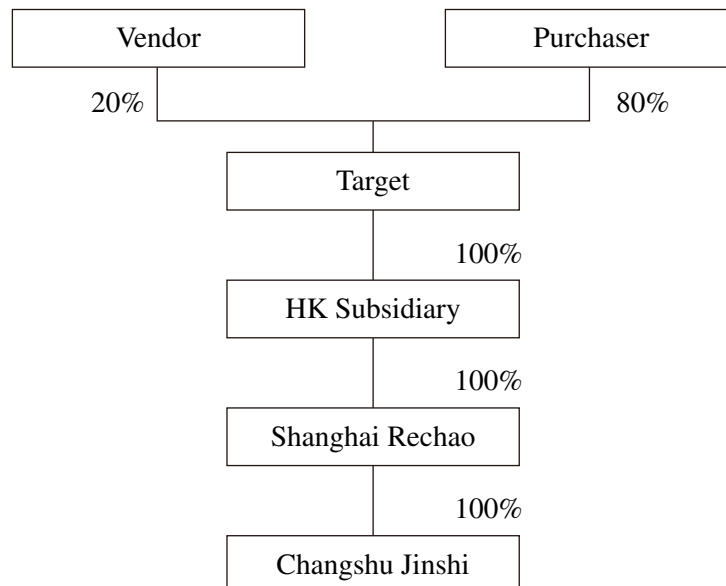 Vendor
Purchaser
20%
80%
Target
100%
HK Subsidiary
100%
Shanghai Rechao
100%
Changshu Jinshi